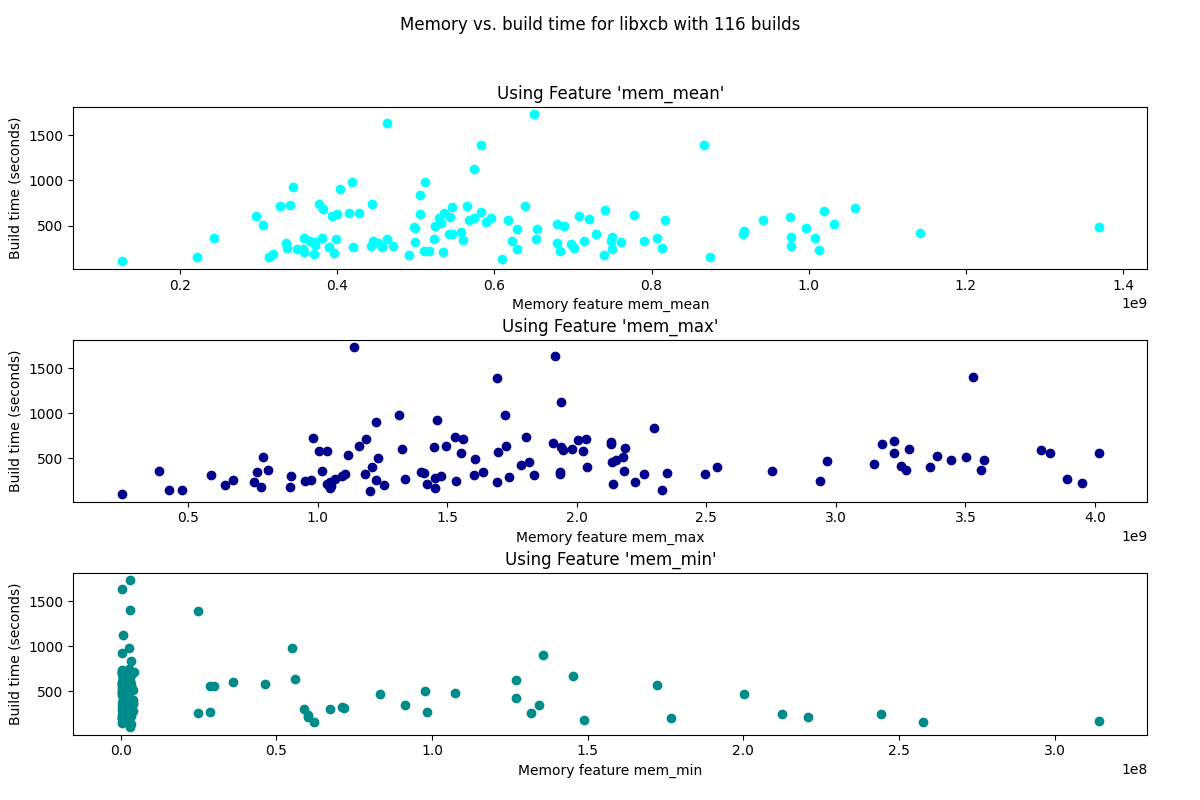 Memory vs. build time for libxcb with 116 builds
Using Feature 'mem_mean'
Build time (seconds)
1500
1000
500
0.2 0.4 0.6 0.8 1.0 1.2 1.4
Memory feature mem_mean
1e9
Using Feature 'mem_max'
Build time (seconds)
1500
1000
500
0.5 1.0 1.5 2.0 2.5 3.0 3.5 4.0
Memory feature mem_max
1e9
Using Feature 'mem_min'
Build time (seconds)
1500
1000
500
0.0 0.5 1.0 1.5 2.0 2.5 3.0
Memory feature mem_min
1e8